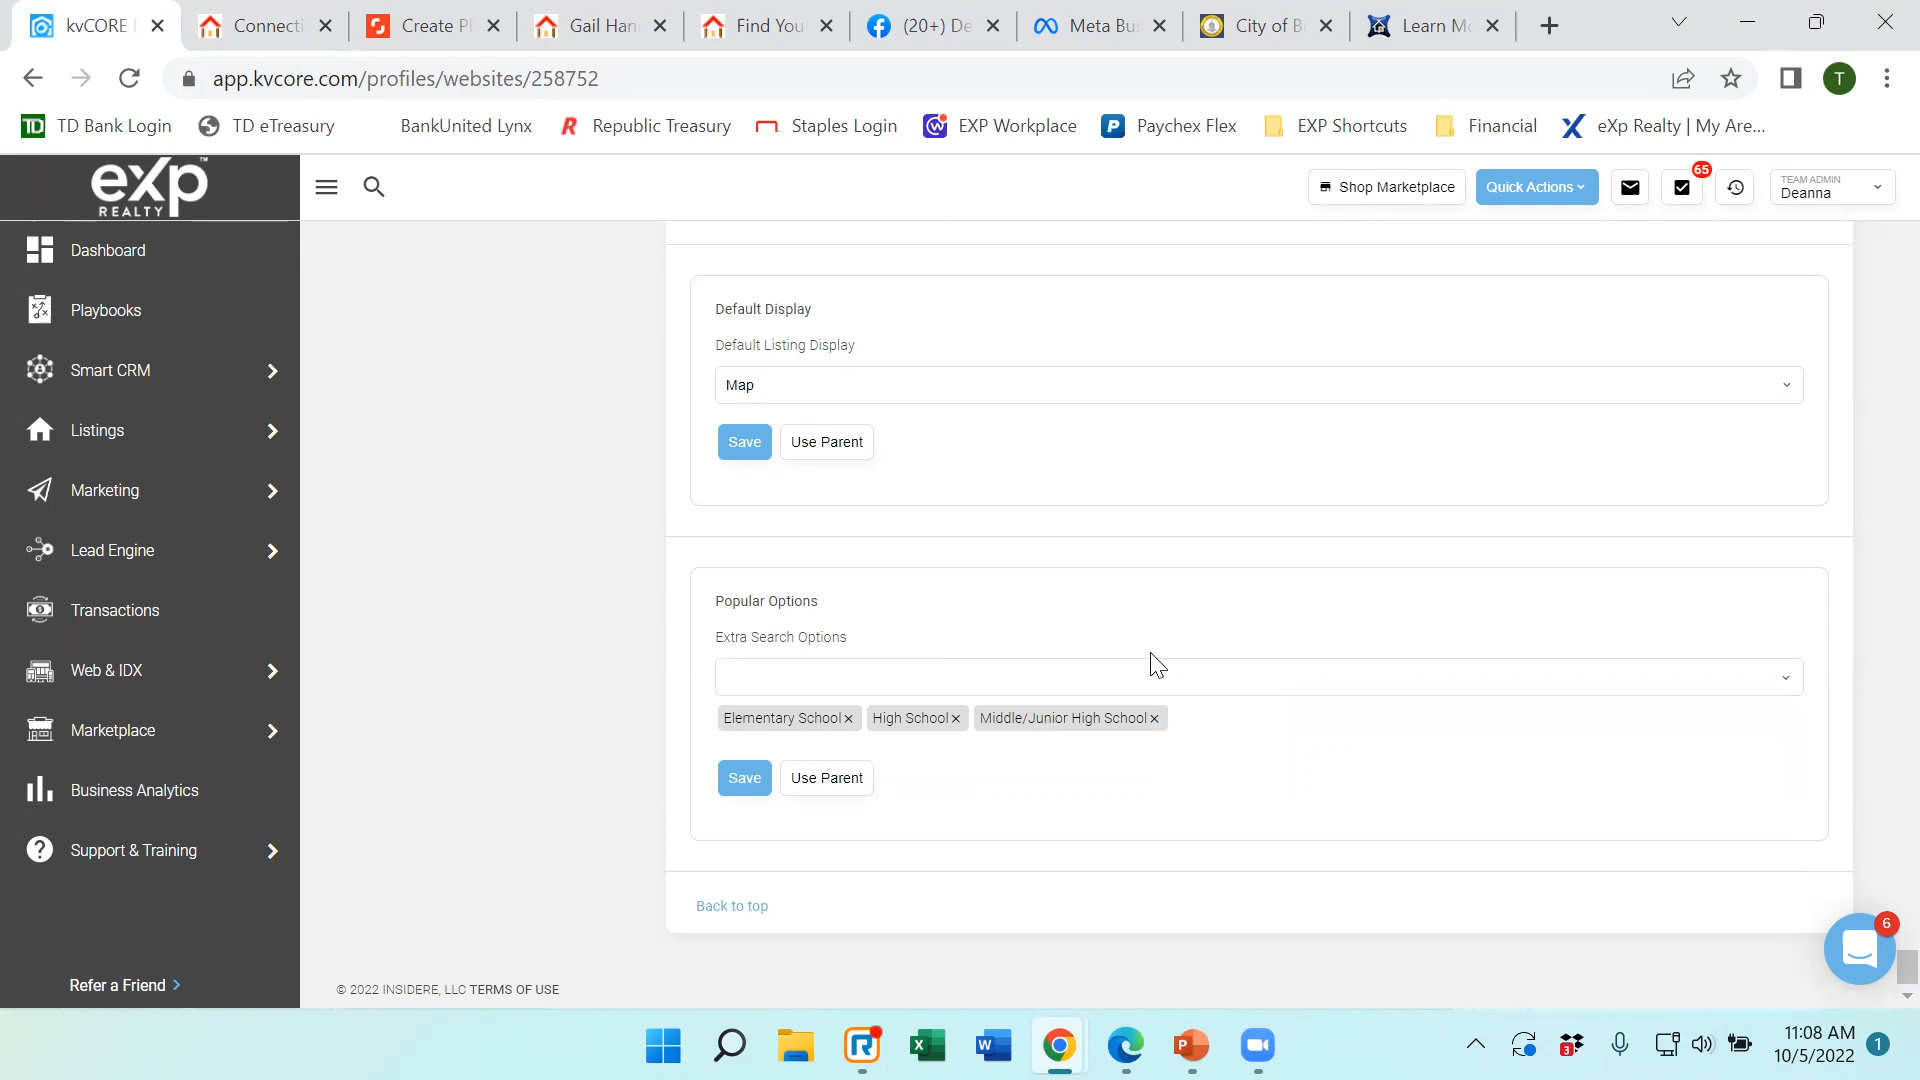 kvCORE
Connecti
Create Pl
Gail Han
Find You
(20+) De
Meta Bus
City of B
Learn Mo
app.kvcore.com/profiles/websites/258752
T
TD Bank Login
TD eTreasury
BankUnited Lynx
Republic Treasury
Staples Login
EXP Workplace
Paychex Flex
EXP Shortcuts
Financial
eXp Realty | My Are...
eXp
REALTY
Shop Marketplace
Quick Actions
65
TEAM ADMIN
Deanna
Dashboard
Playbooks
Smart CRM
Listings
Marketing
Lead Engine
Transactions
Web & IDX
Marketplace
Business Analytics
Support & Training
Refer a Friend
Default Display
Default Listing Display
Map
Save
Use Parent
Popular Options
Extra Search Options
Elementary School× High School× Middle/Junior High School×
Save
Use Parent
Back to top
6
© 2022 INSIDERE, LLC TERMS OF USE
3
11:08 AM
10/5/2022
1